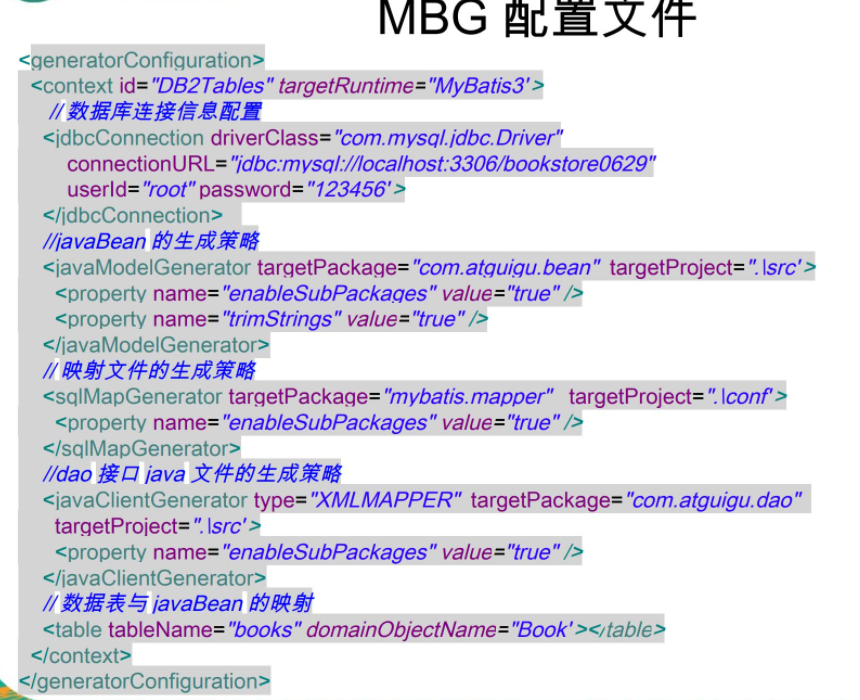 MBG 配置文件
<generatorConfiguration>
<context id="DB2Tables" targetRuntime="MyBatis3">
//数据库连接信息配置
<jdbcConnection driverClass="com.mysql.jdbc.Driver"
connectionURL="jdbc:mysql://localhost:3306/bookstore0629"
userId="root" password="123456">
</jdbcConnection>
//javaBean 的生成策略
<javaModelGenerator targetPackage="com.atguigu.bean" targetProject=".\src">
<property name="enableSubPackages" value="true" />
<property name="trimStrings" value="true" />
</javaModelGenerator>
//映射文件的生成策略
<sqlMapGenerator targetPackage="mybatis.mapper" targetProject=".\conf">
<property name="enableSubPackages" value="true" />
</sqlMapGenerator>
//dao 接口 java 文件的生成策略
<javaClientGenerator type="XMLMAPPER" targetPackage="com.atguigu.dao"
targetProject=".\src">
<property name="enableSubPackages" value="true" />
</javaClientGenerator>
//数据表与 javaBean 的映射
<table tableName="books" domainObjectName="Book"></table>
</context>
</generatorConfiguration>